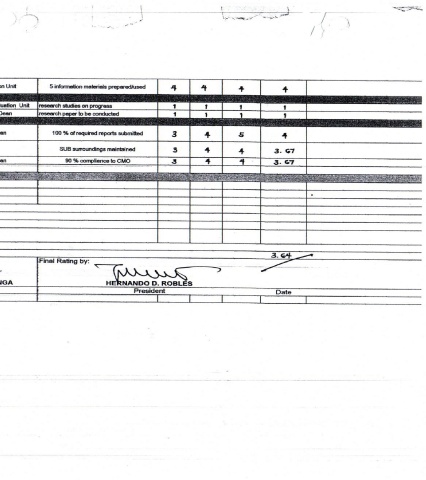 on Unit 5 information materials prepared/used 4 4 4 4
uation Unit research studies on progress 1 1 1 1
Dean research paper to be conducted 1 1 1 1
an 100 % of required reports submitted 3 4 5 4
SUB surroundings maintained 3 4 4 3.67
an 90 % compliance to CMO 3 4 4 3.67
3.64
Final Rating by:
NGA HERNANDO D. ROBLES
President Date